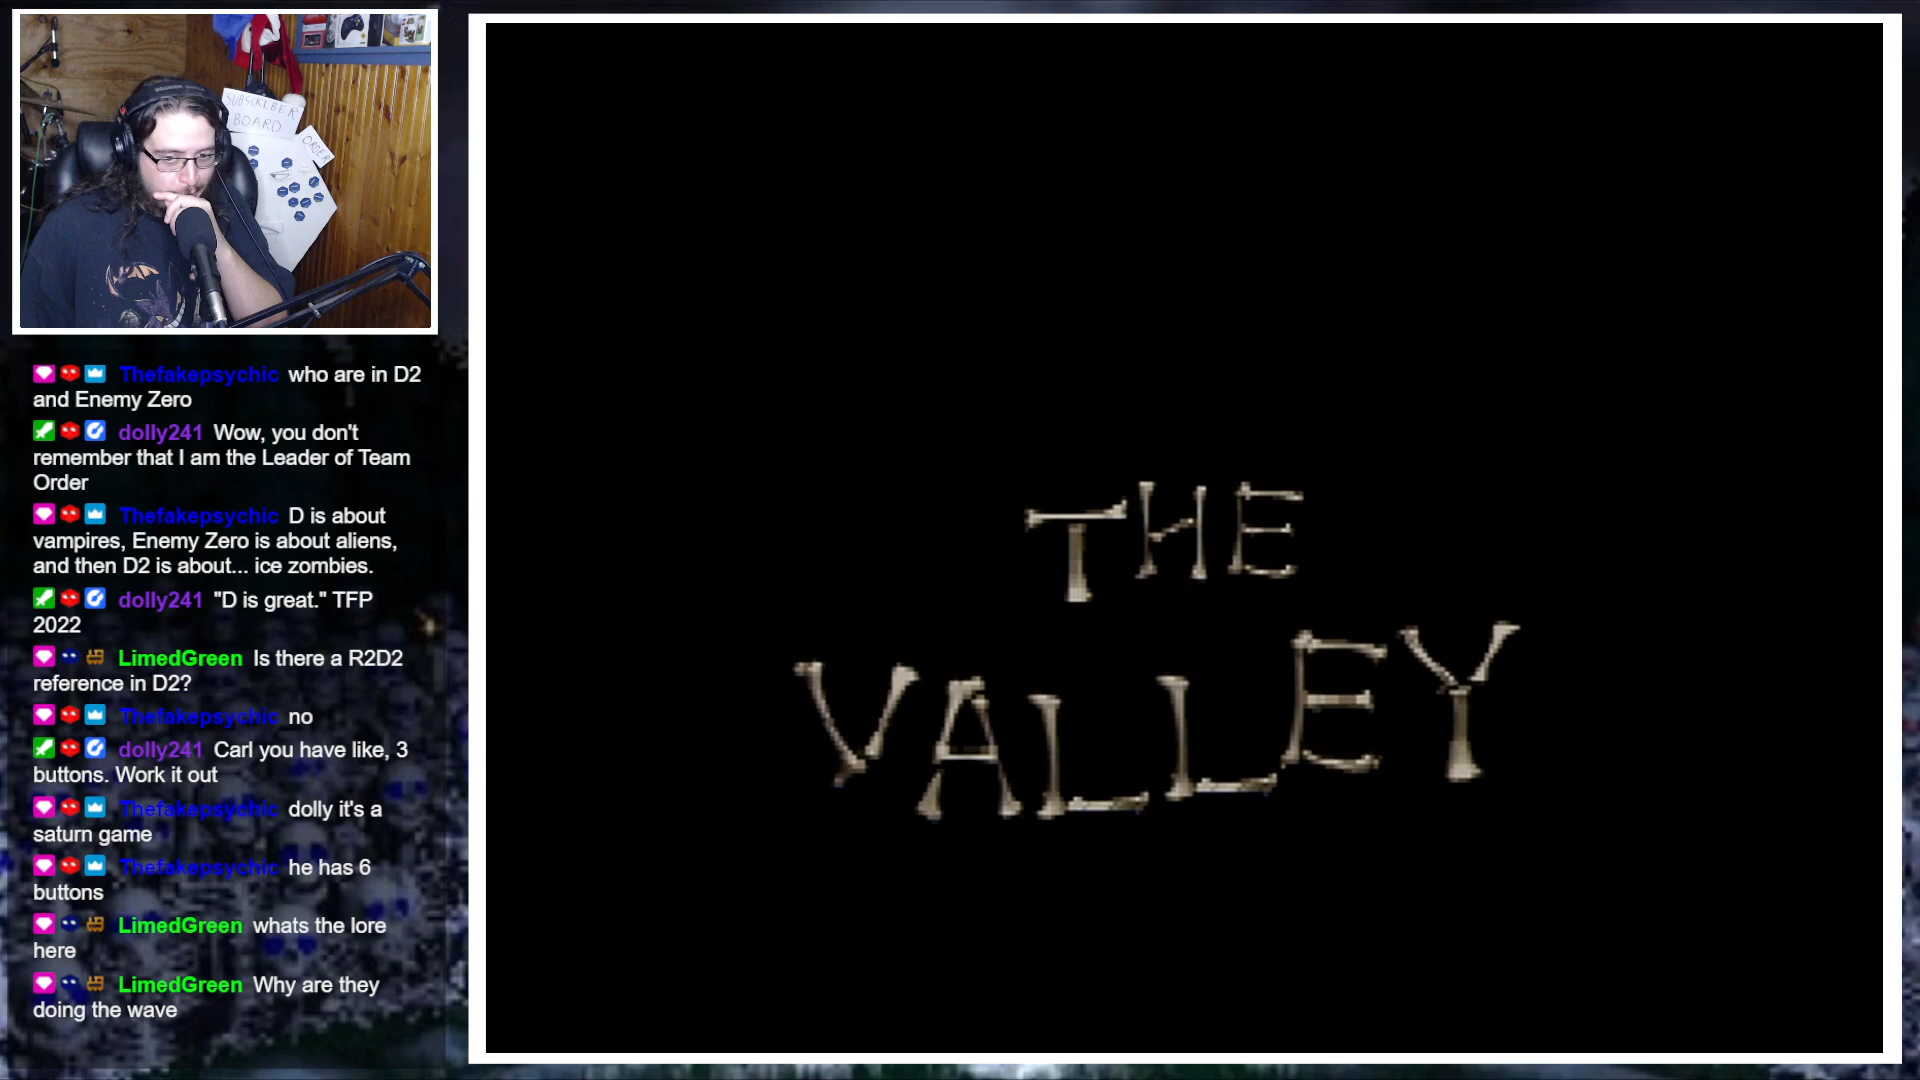 SUBSCRIBER
BOARD
ORDER
Thefakepsychic who are in D2
and Enemy Zero
dolly241 Wow, you don't
remember that I am the Leader of Team
Order
Thefakepsychic D is about
vampires, Enemy Zero is about aliens,
and then D2 is about... ice zombies.
dolly241 "D is great." TFP
2022
LimedGreen Is there a R2D2
reference in D2?
Thefakepsychic no
dolly241 Carl you have like, 3
buttons. Work it out
Thefakepsychic dolly it's a
saturn game
Thefakepsychic he has 6
buttons
LimedGreen whats the lore
here
LimedGreen Why are they
doing the wave
THE
VALLEY